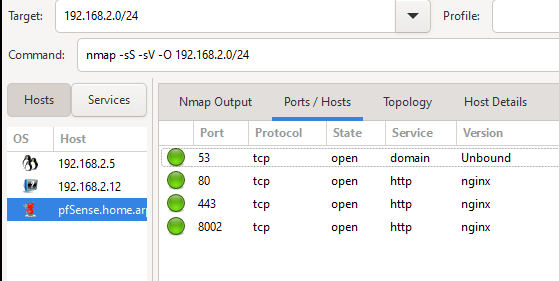 Target: 192.168.2.0/24 Profile:
Command: nmap -sS -sV -O 192.168.2.0/24
Hosts Services
Nmap Output Ports / Hosts Topology Host Details
OS Host
Port Protocol State Service Version
192.168.2.5
192.168.2.12
pfSense.home.ar
53 tcp open domain Unbound
80 tcp open http nginx
443 tcp open http nginx
8002 tcp open http nginx